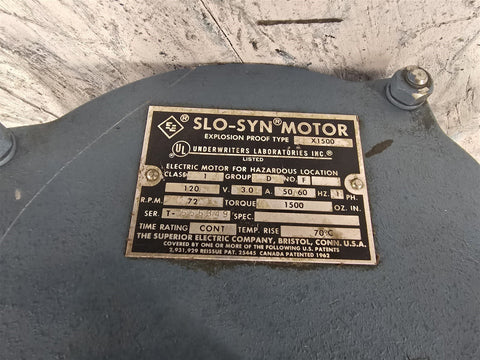 ® SLO-SYN® MOTOR
EXPLOSION PROOF TYPE X1500
UL UNDERWRITERS LABORATORIES INC.®
LISTED
ELECTRIC MOTOR FOR HAZARDOUS LOCATION
CLASS 1 GROUP D NO. F
120 V. 3.0 A. 50/60 HZ. 1 PH.
R.P.M. 72 TORQUE 1500 OZ. IN.
SER. T- SPEC.
TIME RATING CONT TEMP. RISE 70°C
THE SUPERIOR ELECTRIC COMPANY, BRISTOL, CONN. U.S.A.
COVERED BY ONE OR MORE OF THE FOLLOWING U.S. PATENTS
2,931,929 REISSUE PAT. 25445 CANADA PATENTED 1962